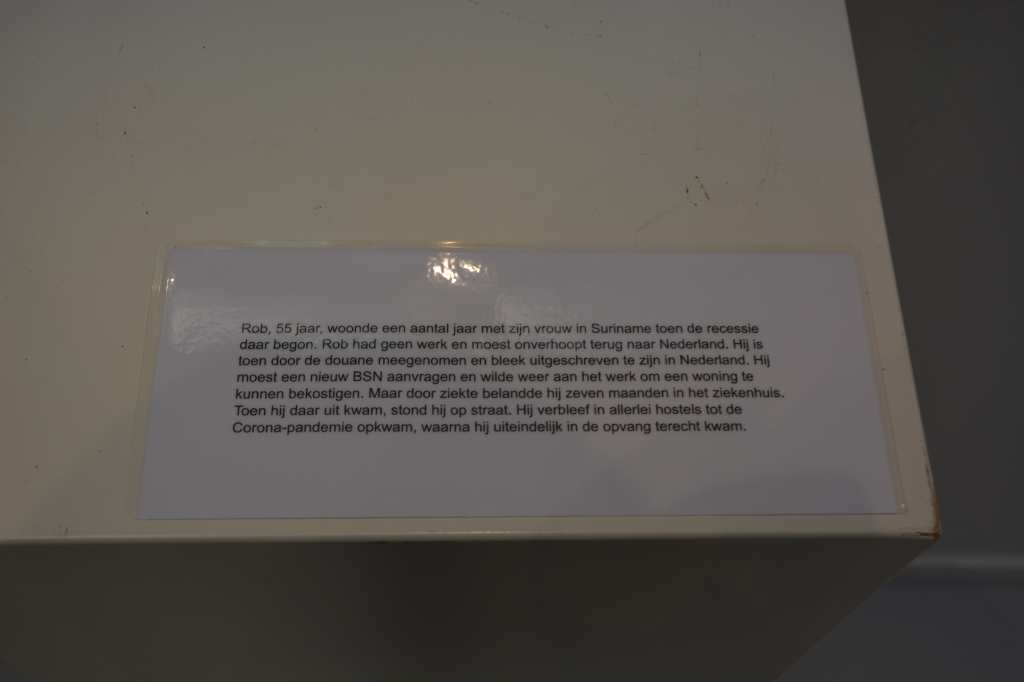 Rob, 55 jaar, woonde een aantal jaar met zijn vrouw in Suriname toen de recessie
daar begon. Rob had geen werk en moest onverhoopt terug naar Nederland. Hij is
toen door de douane meegenomen en bleek uitgeschreven te zijn in Nederland. Hij
moest een nieuw BSN aanvragen en wilde weer aan het werk om een woning te
kunnen bekostigen. Maar door ziekte belandde hij zeven maanden in het ziekenhuis.
Toen hij daar uit kwam, stond hij op straat. Hij verbleef in allerlei hostels tot de
Corona-pandemie opkwam, waarna hij uiteindelijk in de opvang terecht kwam.